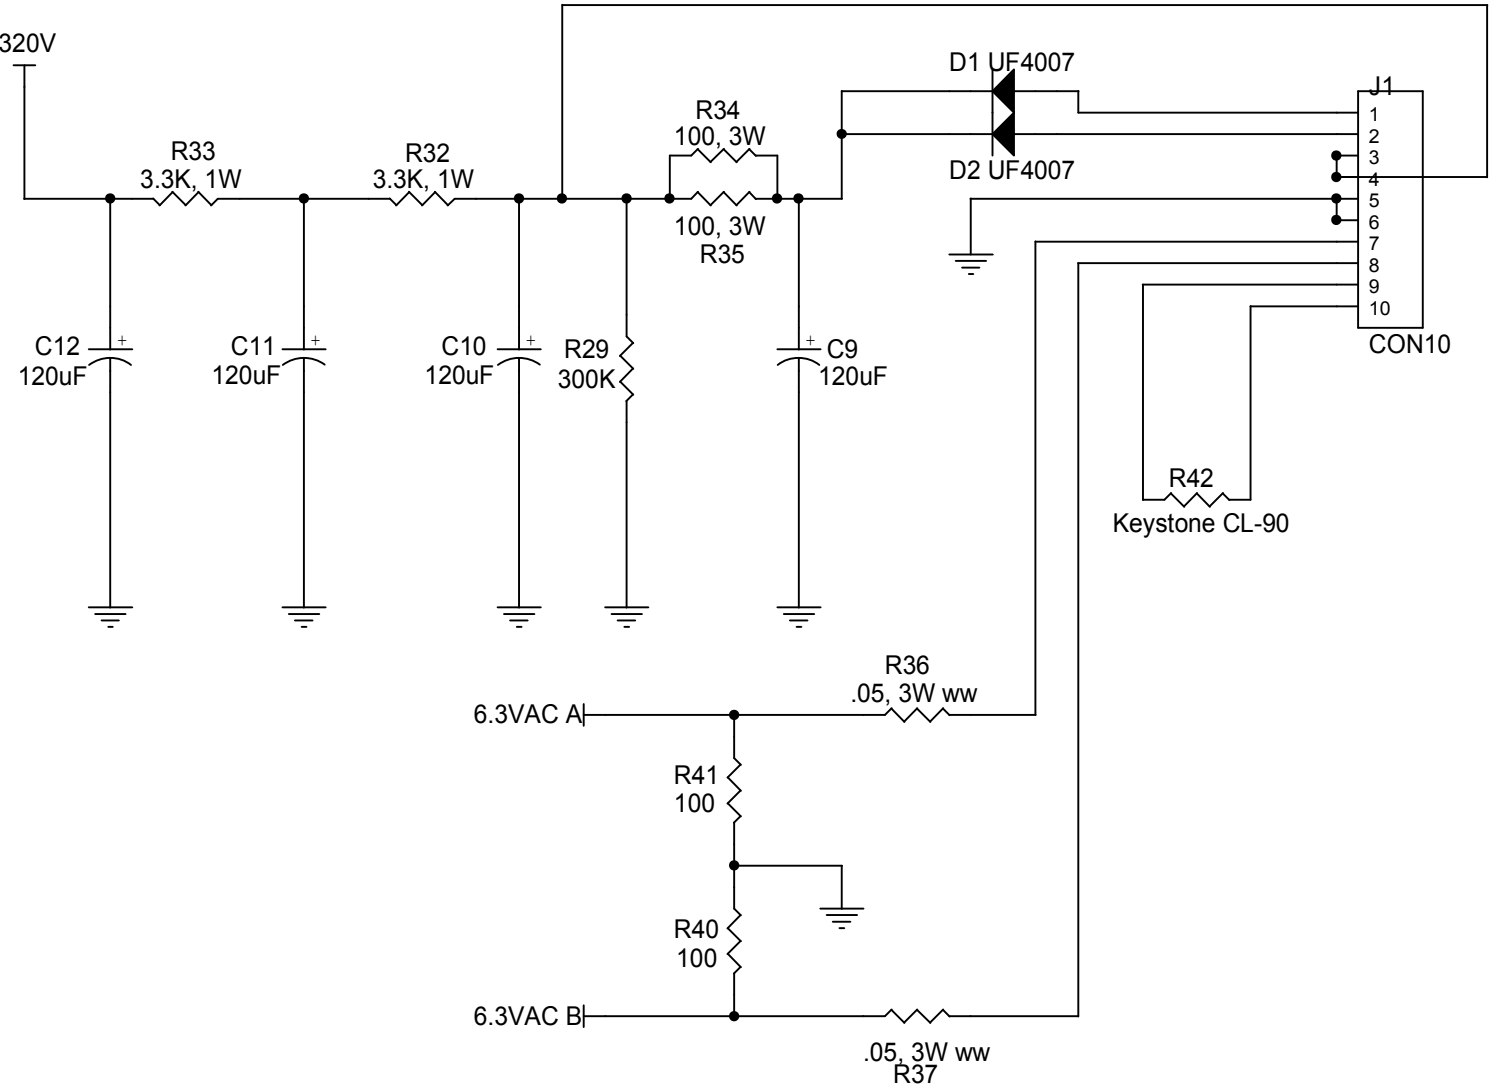 320V
D1 UF4007
J1
R34
100, 3W
1
2
R33
3.3K, 1W
R32
3.3K, 1W
D2 UF4007
3
4
100, 3W
R35
5
6
7
8
9
10
CON10
C12
120uF
+
C11
120uF
+
C10
120uF
+
R29
300K
+
C9
120uF
R42
Keystone CL-90
R36
.05, 3W ww
6.3VAC A
R41
100
R40
100
6.3VAC B
.05, 3W ww
R37